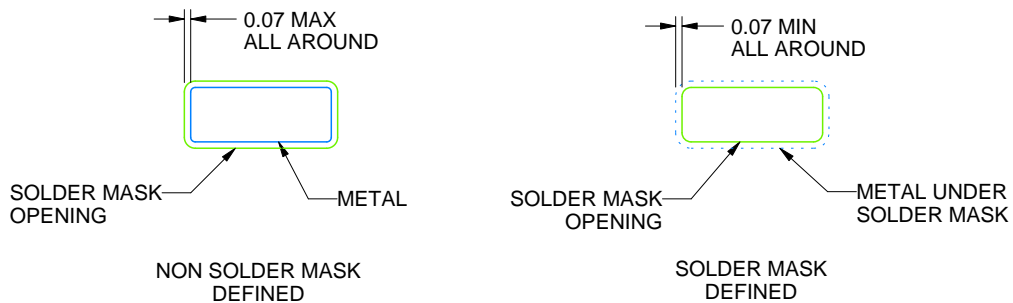 0.07 MAX
ALL AROUND
SOLDER MASK
OPENING
METAL
NON SOLDER MASK
DEFINED
0.07 MIN
ALL AROUND
SOLDER MASK
OPENING
METAL UNDER
SOLDER MASK
SOLDER MASK
DEFINED